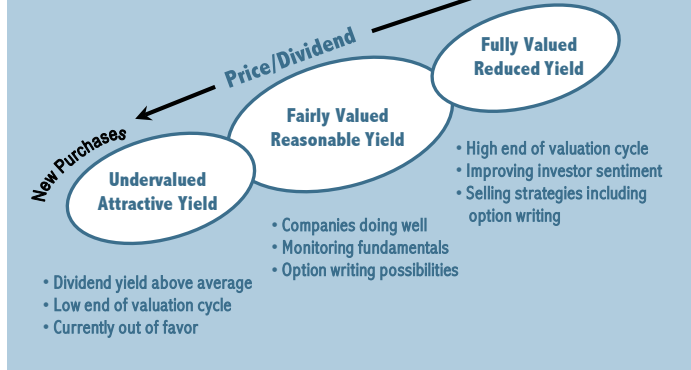 Price/Dividend
Fully Valued
Reduced Yield
Fairly Valued
Reasonable Yield
New Purchases
Undervalued
Attractive Yield
• High end of valuation cycle
• Improving investor sentiment
• Selling strategies including
option writing
• Companies doing well
• Monitoring fundamentals
• Option writing possibilities
• Dividend yield above average
• Low end of valuation cycle
• Currently out of favor